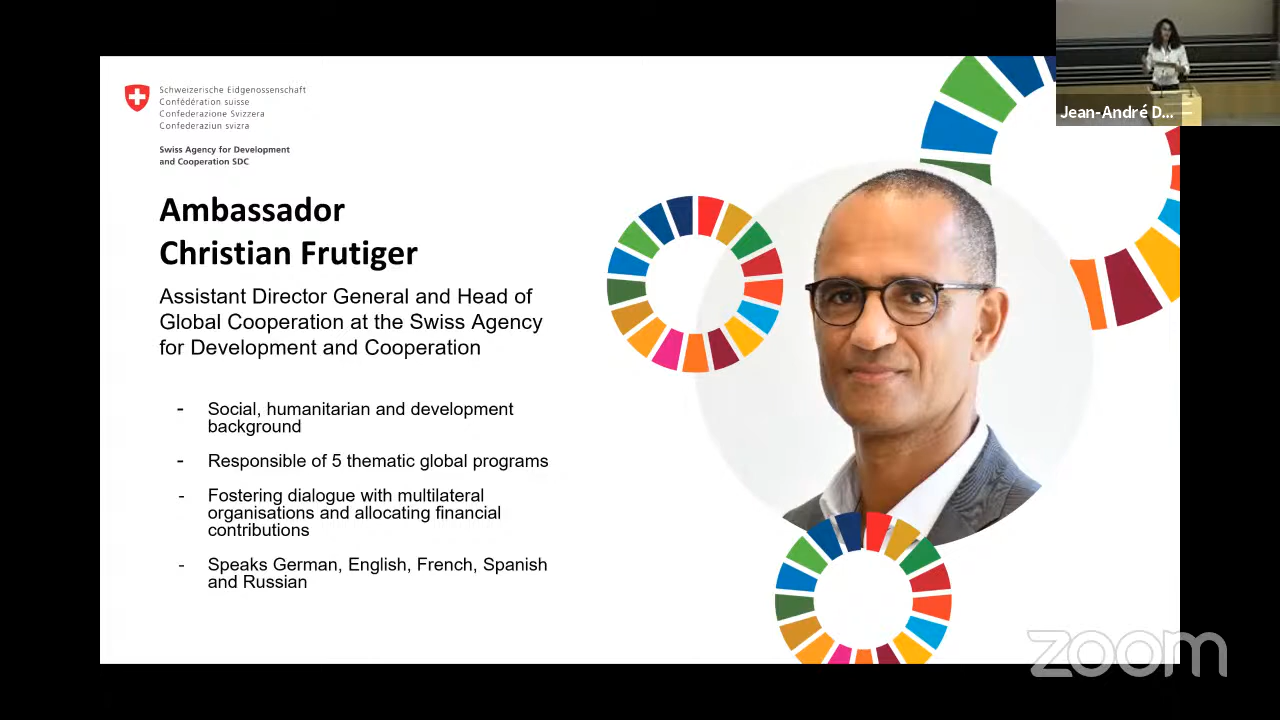 Schweizerische Eidgenossenschaft
Confédération suisse
Confederazione Svizzera
Confederaziun svizra
Swiss Agency for Development
and Cooperation SDC
Ambassador
Christian Frutiger
Assistant Director General and Head of
Global Cooperation at the Swiss Agency
for Development and Cooperation
- Social, humanitarian and development
background
- Responsible of 5 thematic global programs
- Fostering dialogue with multilateral
organisations and allocating financial
contributions
- Speaks German, English, French, Spanish
and Russian
Jean-André D...
zoom